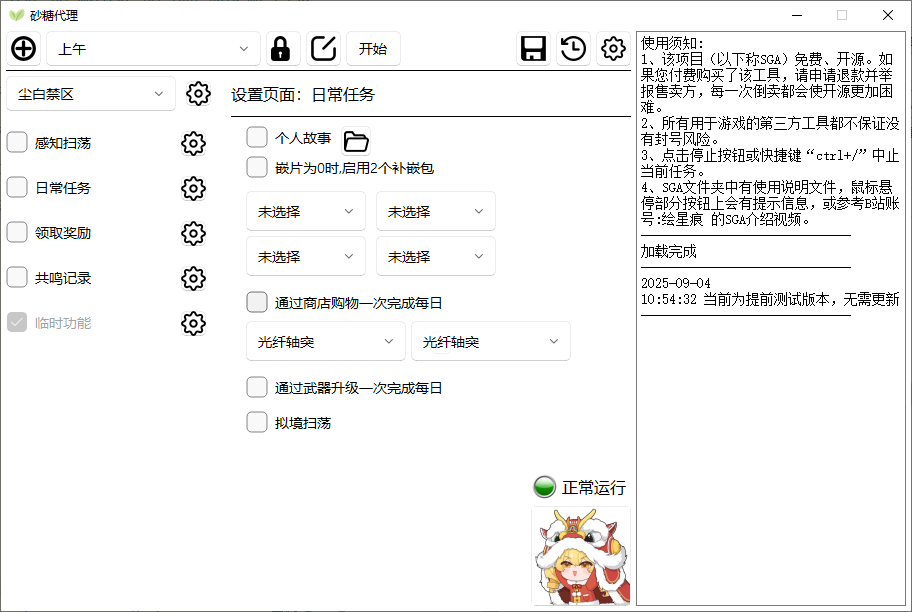 砂糖代理
上午
开始
尘白禁区
设置页面：日常任务
感知扫荡
个人故事
嵌片为0时,启用2个补嵌包
日常任务
未选择
未选择
领取奖励
未选择
未选择
共鸣记录
通过商店购物一次完成每日
临时功能
光纤轴突
光纤轴突
通过武器升级一次完成每日
拟境扫荡
正常运行
使用须知:
1、该项目（以下称SGA）免费、开源。如
果您付费购买了该工具，请申请退款并举
报售卖方，每一次倒卖都会使开源更加困
难。
2、所有用于游戏的第三方工具都不保证没
有封号风险。
3、点击停止按钮或快捷键“ctrl+/”中止
当前任务。
4、SGA文件夹中有使用说明文件，鼠标悬
停部分按钮上会有提示信息，或参考B站账
号:绘星痕 的SGA介绍视频。
加载完成
2025-09-04
10:54:32 当前为提前测试版本，无需更新